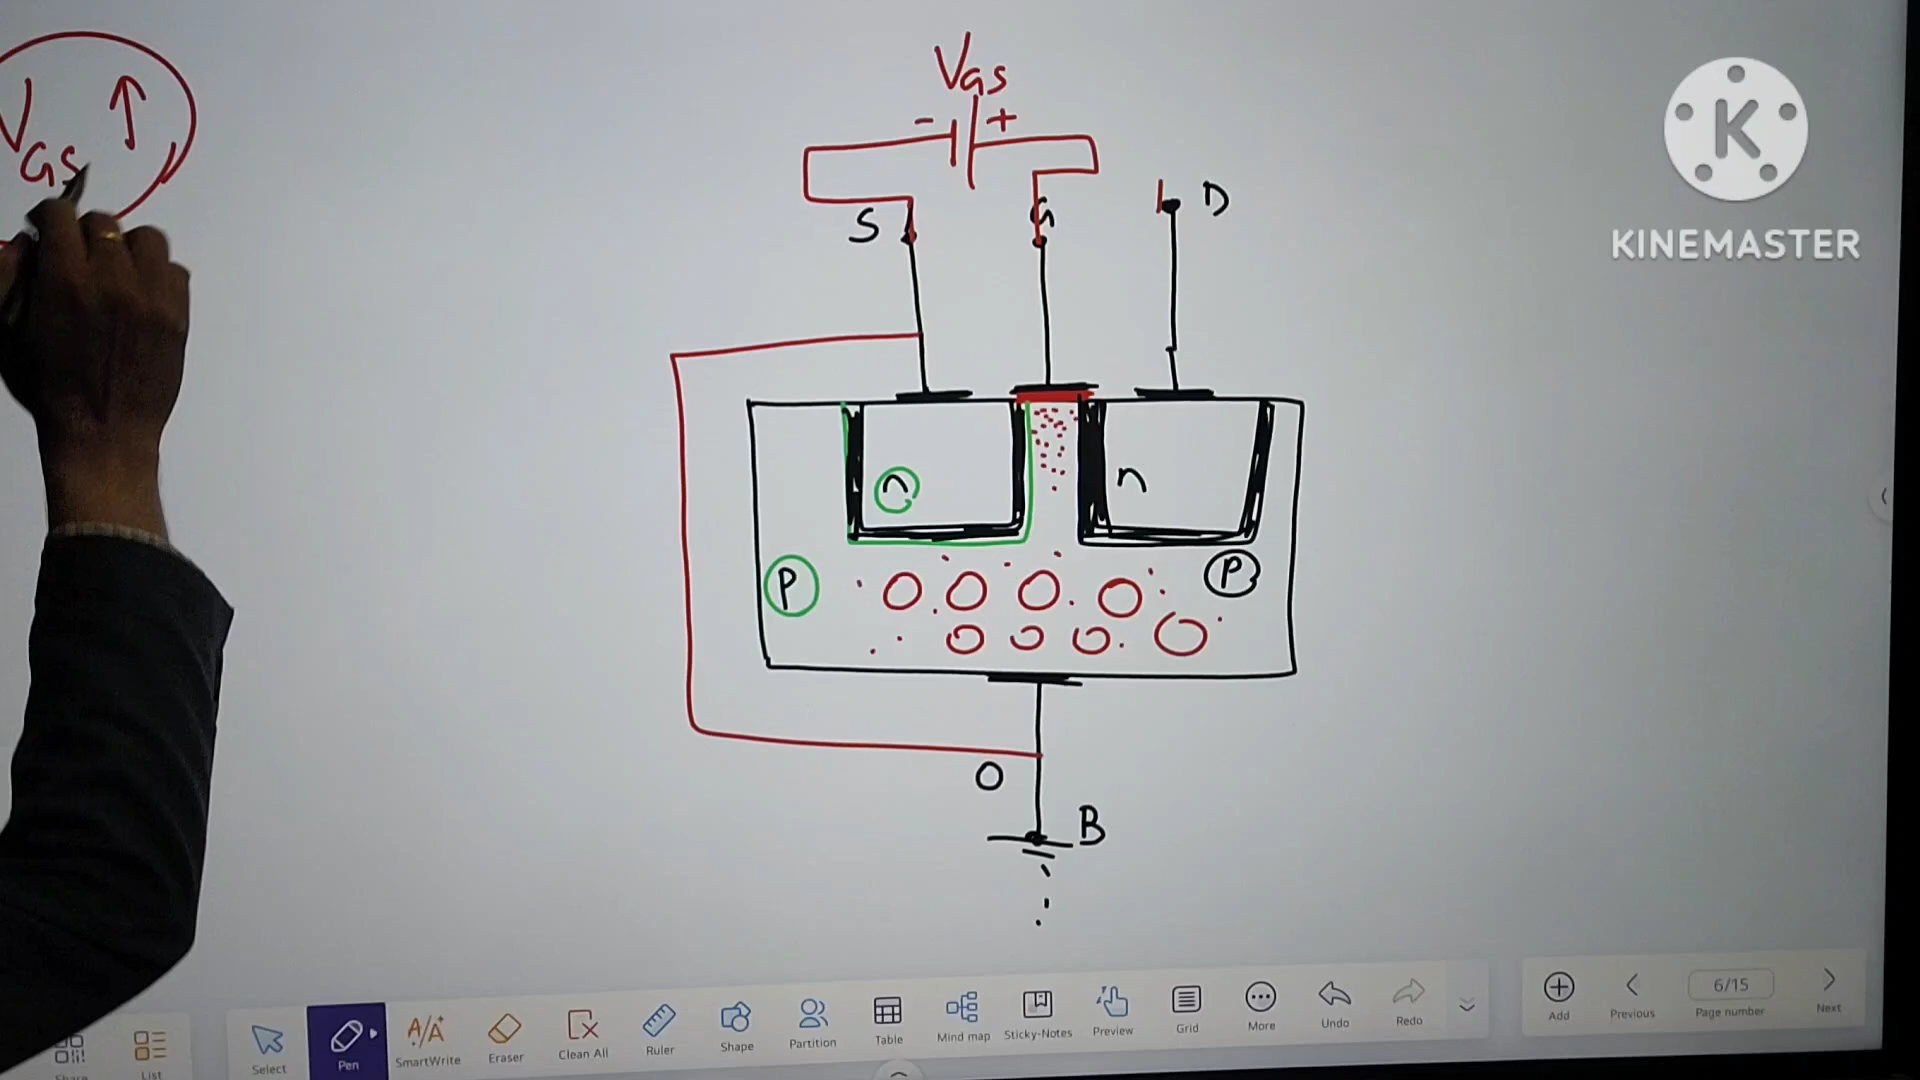 VGS ↑
VGS
- +
S G D
n n
P P
O
B
K
KINEMASTER
Share
List
Select
Pen
SmartWrite
Eraser
Clean All
Ruler
Shape
Partition
Table
Mind map
Sticky-Notes
Preview
Grid
More
Undo
Redo
Add
Previous
6/15
Page number
Next